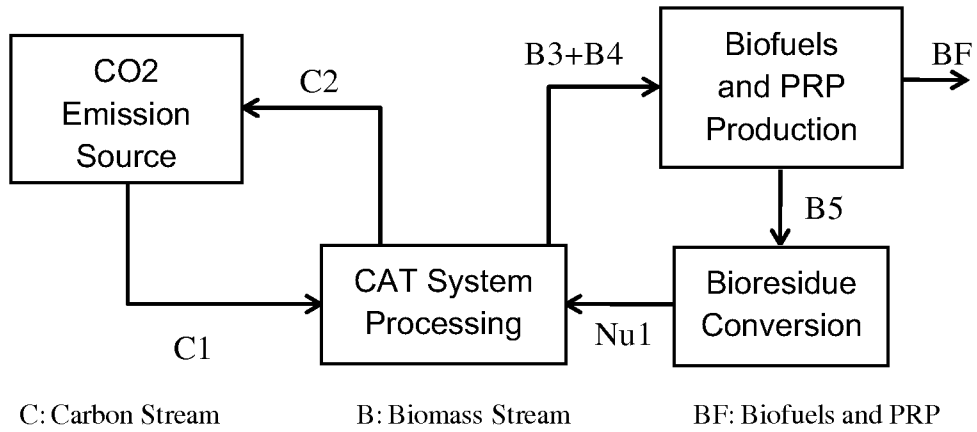 CO2
Emission
Source
C2
B3+B4
Biofuels
and PRP
Production
BF
B5
CAT System
Processing
Bioresidue
Conversion
C1
Nu1
C: Carbon Stream
B: Biomass Stream
BF: Biofuels and PRP